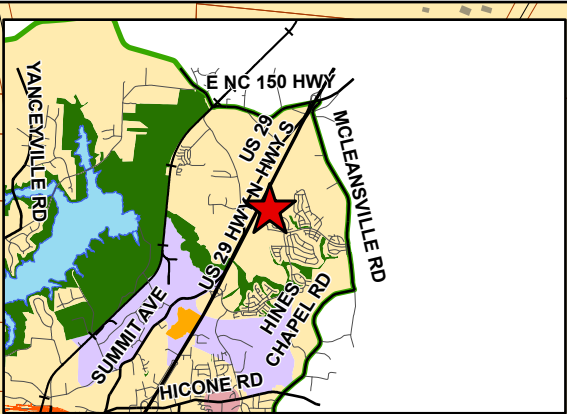 E NC 150 HWY
YANCEYVILLE RD
US 29
US 29 HWY N-HWY S
MCLEANSVILLE RD
SUMMIT AVE
HINES
CHAPEL RD
HICONE RD